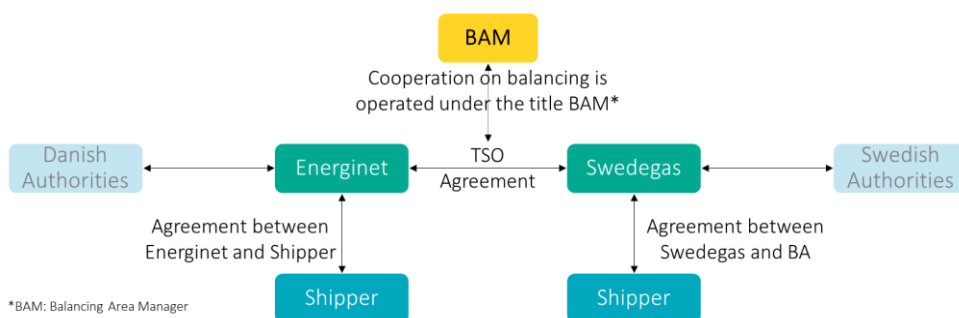 BAM
Cooperation on balancing is
operated under the title BAM*
Danish
Authorities
Energinet
TSO
Agreement
Swedegas
Swedish
Authorities
Agreement between
Energinet and Shipper
Agreement between
Swedegas and BA
Shipper
Shipper
*BAM: Balancing Area Manager